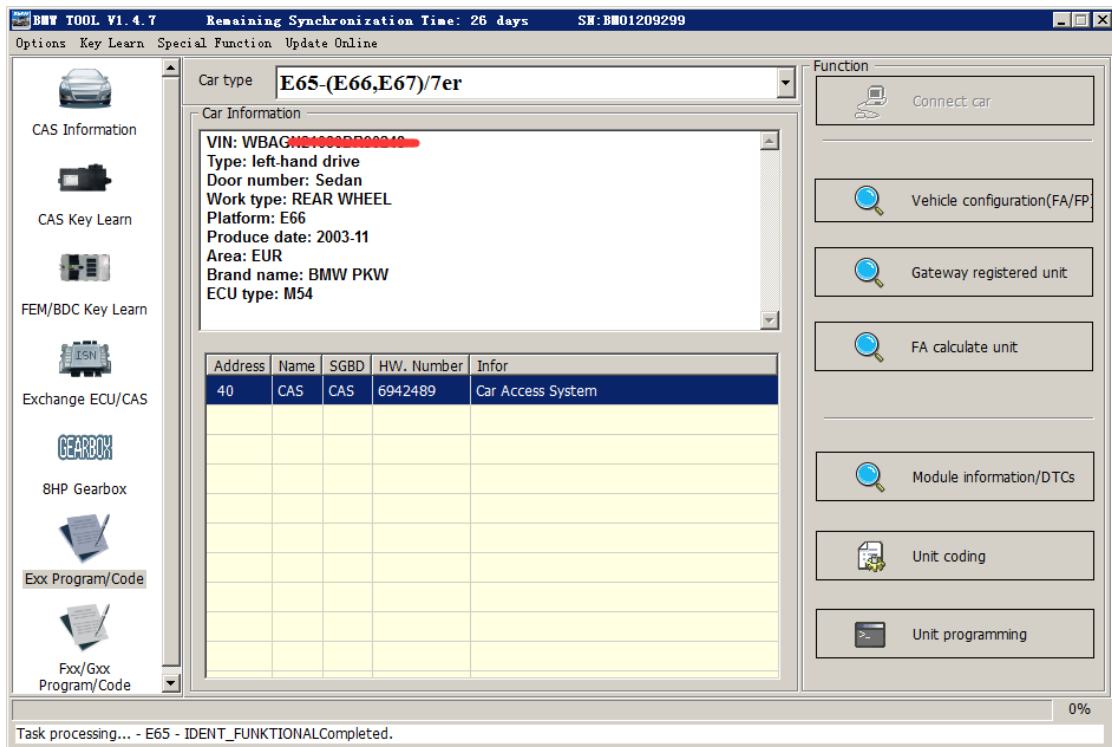 BMW TOOL V1.4.7 Remaining Synchronization Time: 26 days SN:BM01209299
Options Key Learn Special Function Update Online
CAS Information
CAS Key Learn
FEM/BDC Key Learn
ISN
Exchange ECU/CAS
GEARBOX
8HP Gearbox
Exx Program/Code
Fxx/Gxx
Program/Code
Car type E65-(E66,E67)/7er
Car Information
VIN: WBAG
Type: left-hand drive
Door number: Sedan
Work type: REAR WHEEL
Platform: E66
Produce date: 2003-11
Area: EUR
Brand name: BMW PKW
ECU type: M54
Address Name SGBD HW. Number Infor
40 CAS CAS 6942489 Car Access System
Function
Connect car
Vehicle configuration(FA/FP)
Gateway registered unit
FA calculate unit
Module information/DTCs
Unit coding
Unit programming
0%
Task processing... - E65 - IDENT_FUNKTIONALCompleted.